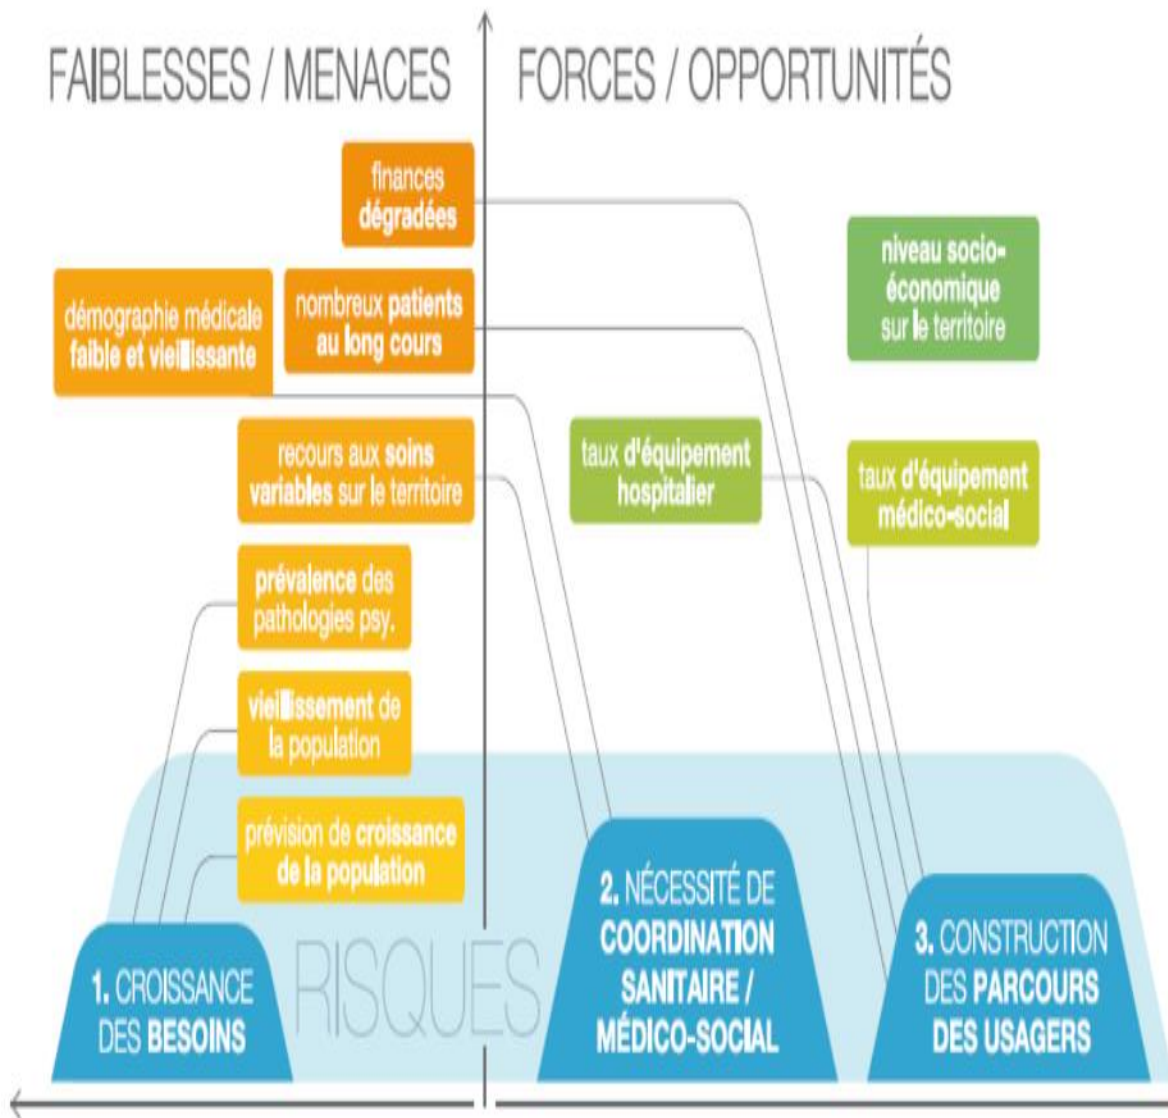 FAIBLESSES / MENACES
FORCES / OPPORTUNITÉS
finances
dégradées
niveau socio-
économique
sur le territoire
démographie médicale
faible et vieillissante
nombreux patients
au long cours
recours aux soins
variables sur le territoire
taux d'équipement
hospitalier
taux d'équipement
médico-social
prévalence des
pathologies psy.
vieillissement de
la population
prévision de croissance
de la population
RISQUES
1. CROISSANCE
DES BESOINS
2. NÉCESSITÉ DE
COORDINATION
SANITAIRE /
MÉDICO-SOCIAL
3. CONSTRUCTION
DES PARCOURS
DES USAGERS